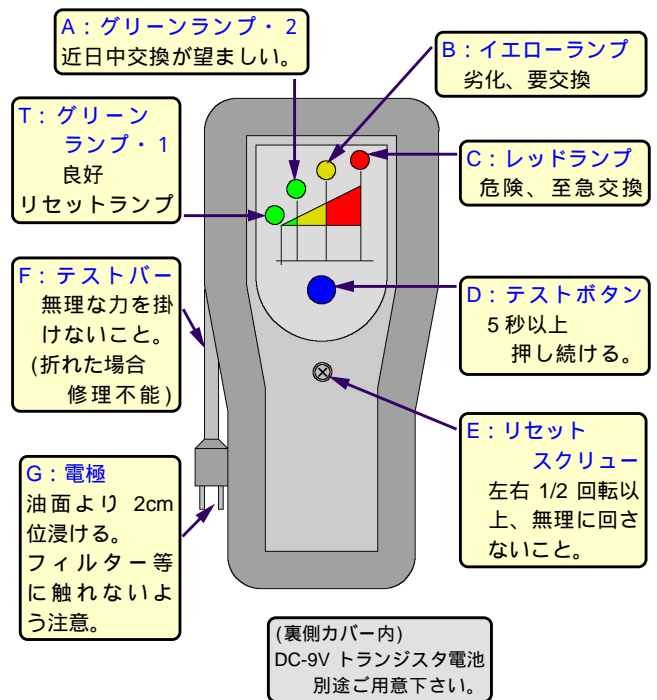 A：グリーンランプ・2
近日中交換が望ましい。
B：イエローランプ
劣化、要交換
T：グリーン
ランプ・1
良好
リセットランプ
C：レッドランプ
危険、至急交換
F：テストバー
無理な力を掛
けないこと。
(折れた場合
修理不能)
D：テストボタン
5秒以上
押し続ける。
E：リセット
スクリュー
左右 1/2 回転以
上、無理に回さ
ないこと。
G：電極
油面より 2cm
位浸ける。
フィルター等
に触れないよ
う注意。
(裏側カバー内)
DC-9V トランジスタ電池
別途ご用意下さい。